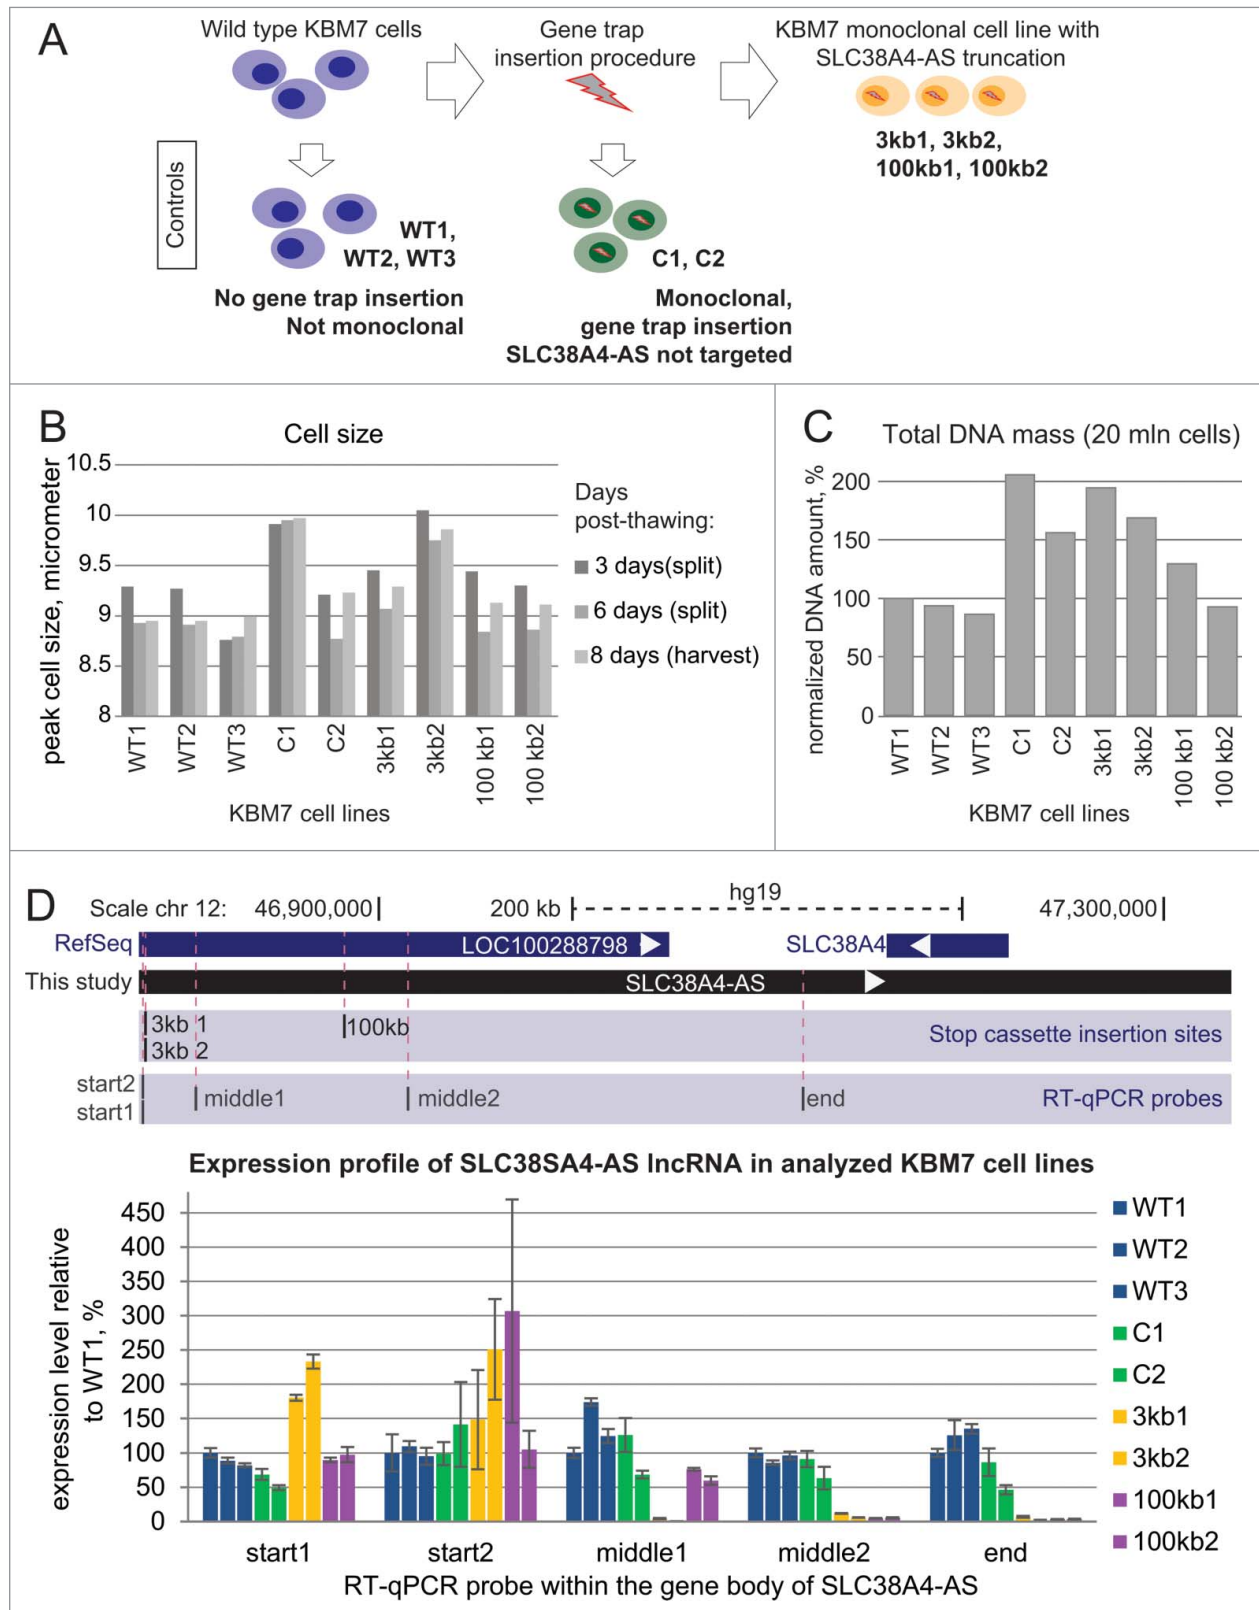 A
Wild type KBM7 cells
Gene trap
insertion procedure
KBM7 monoclonal cell line with
SLC38A4-AS truncation
3kb1, 3kb2,
100kb1, 100kb2
Controls
WT1,
WT2, WT3
C1, C2
No gene trap insertion
Not monoclonal
Monoclonal,
gene trap insertion
SLC38A4-AS not targeted
B
Cell size
peak cell size, micrometer
10.5
10
9.5
9
8.5
8
WT1
WT2
WT3
C1
C2
3kb1
3kb2
100 kb1
100 kb2
KBM7 cell lines
Days
post-thawing:
3 days(split)
6 days (split)
8 days (harvest)
C
Total DNA mass (20 mln cells)
normalized DNA amount, %
200
150
100
50
0
WT1
WT2
WT3
C1
C2
3kb1
3kb2
100 kb1
100 kb2
KBM7 cell lines
D
Scale chr 12: 46,900,000 200 kb hg19 47,300,000
RefSeq LOC100288798 SLC38A4
This study SLC38A4-AS
3kb 1 100kb
3kb 2
Stop cassette insertion sites
start2
start1
middle1 middle2 end RT-qPCR probes
Expression profile of SLC38SA4-AS lncRNA in analyzed KBM7 cell lines
expression level relative
to WT1, %
450
400
350
300
250
200
150
100
50
0
start1 start2 middle1 middle2 end
RT-qPCR probe within the gene body of SLC38A4-AS
WT1
WT2
WT3
C1
C2
3kb1
3kb2
100kb1
100kb2